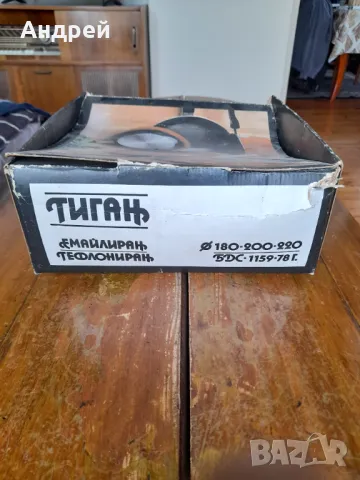 Андрей
ТИГАН
ЕМАЙЛИРАН
ТЕФЛОНИРАН
Ø 180·200·220
БДС·1159-78 Г.
BAZAR